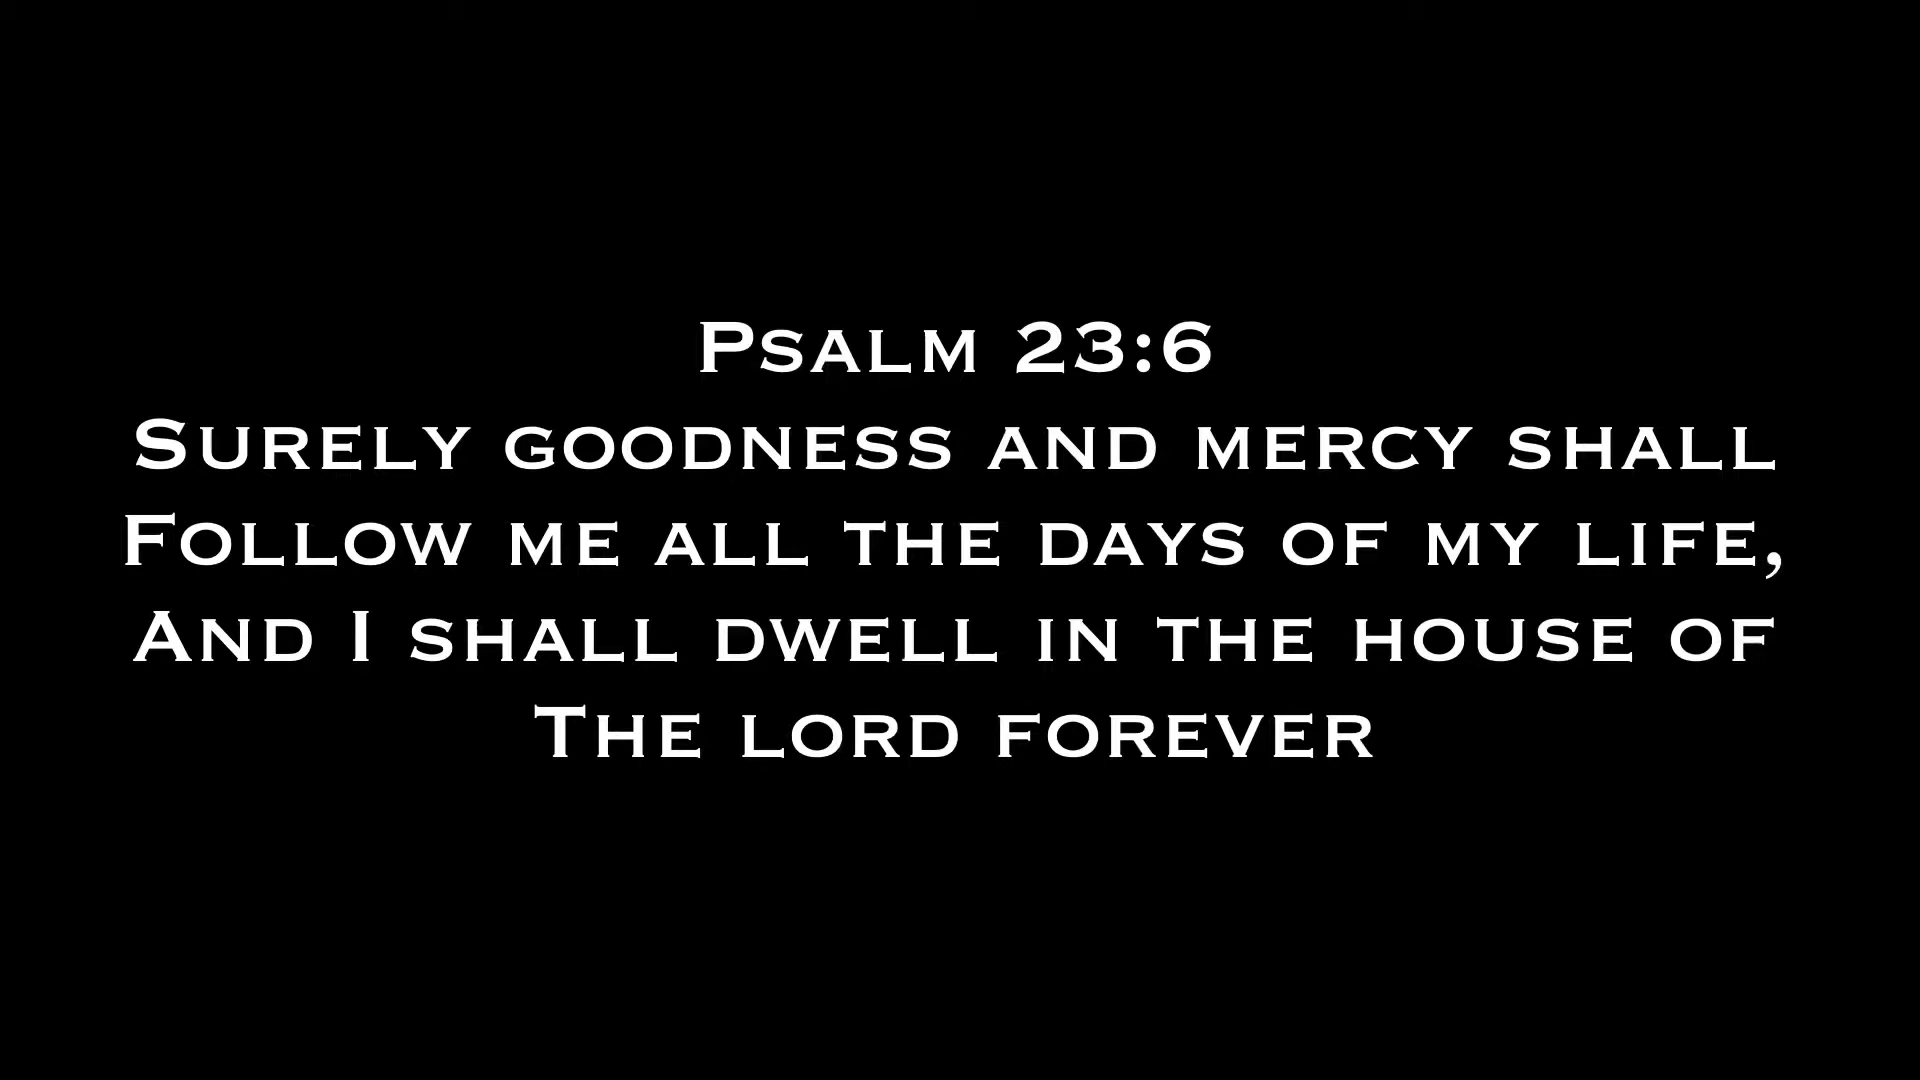 Psalm 23:6
Surely goodness and mercy shall
Follow me all the days of my life,
And I shall dwell in the house of
The lord forever